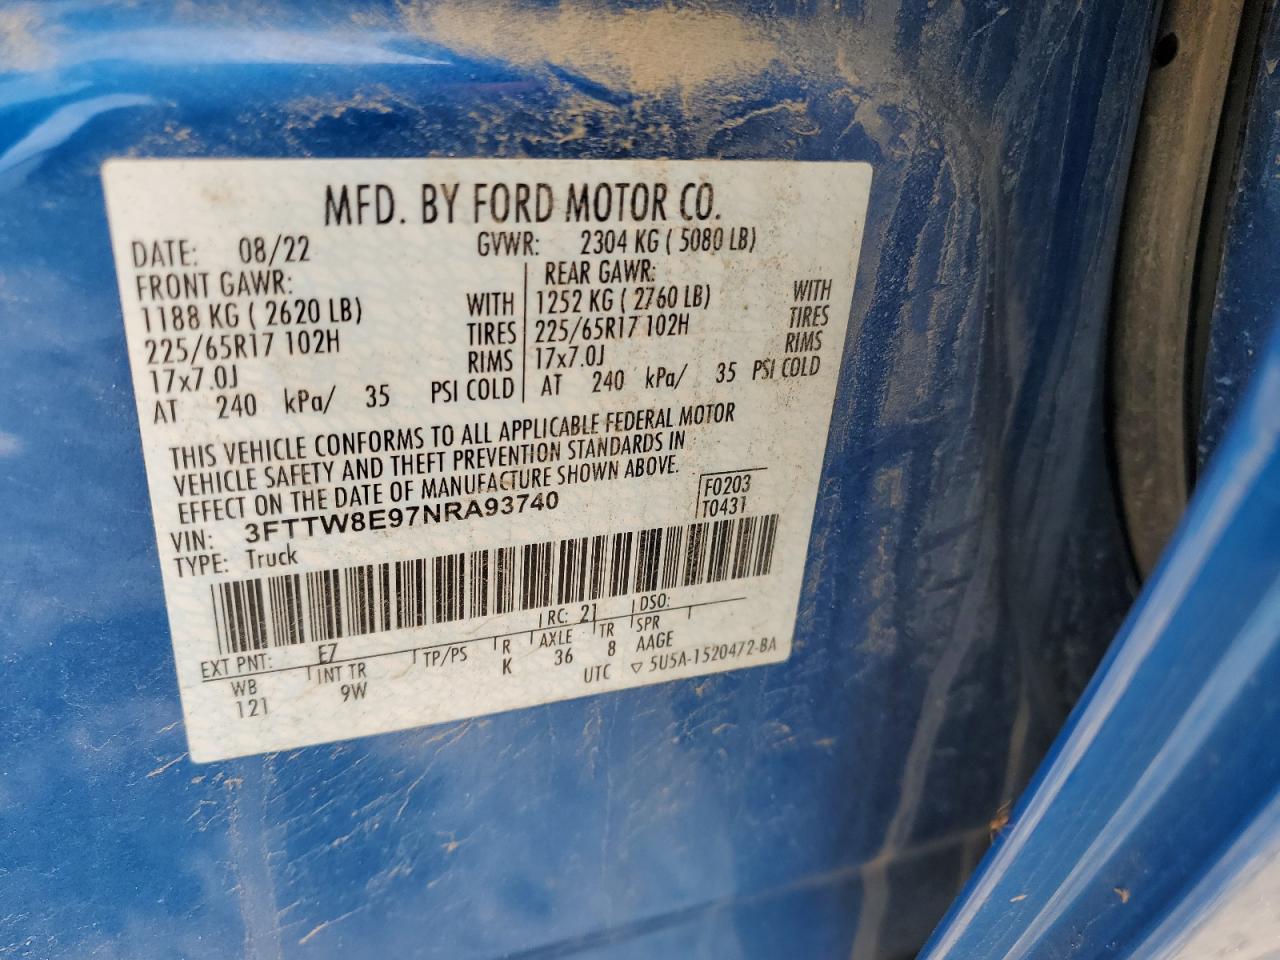 MFD. BY FORD MOTOR CO.
DATE: 08/22 GVWR: 2304 KG ( 5080 LB)
FRONT GAWR: REAR GAWR:
1188 KG ( 2620 LB) WITH 1252 KG ( 2760 LB) WITH
225/65R17 102H TIRES 225/65R17 102H TIRES
17x7.0J RIMS 17x7.0J RIMS
AT 240 kPa/ 35 PSI COLD AT 240 kPa/ 35 PSI COLD
THIS VEHICLE CONFORMS TO ALL APPLICABLE FEDERAL MOTOR
VEHICLE SAFETY AND THEFT PREVENTION STANDARDS IN
EFFECT ON THE DATE OF MANUFACTURE SHOWN ABOVE.
VIN: 3FTTW8E97NRA93740 F0203
TYPE: Truck T0431
EXT PNT: E7 RC: 21 DSO:
WB INT TR TP/PS R AXLE TR SPR
121 9W K 36 8 AAGE
UTC ▽ 5U5A-1520472-BA